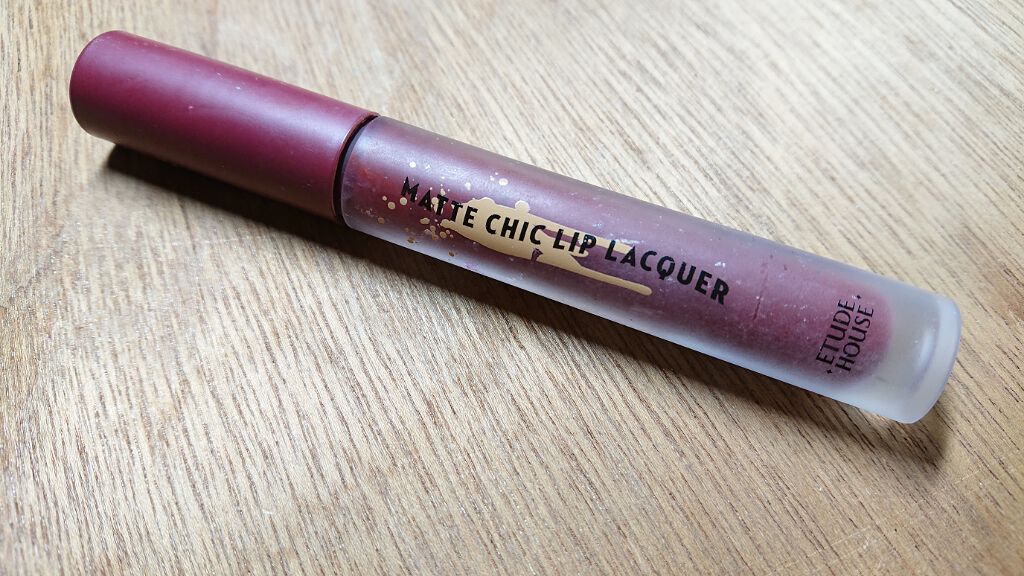 MATTE CHIC LIP LACQUER
·ETUDE·
HOUSE